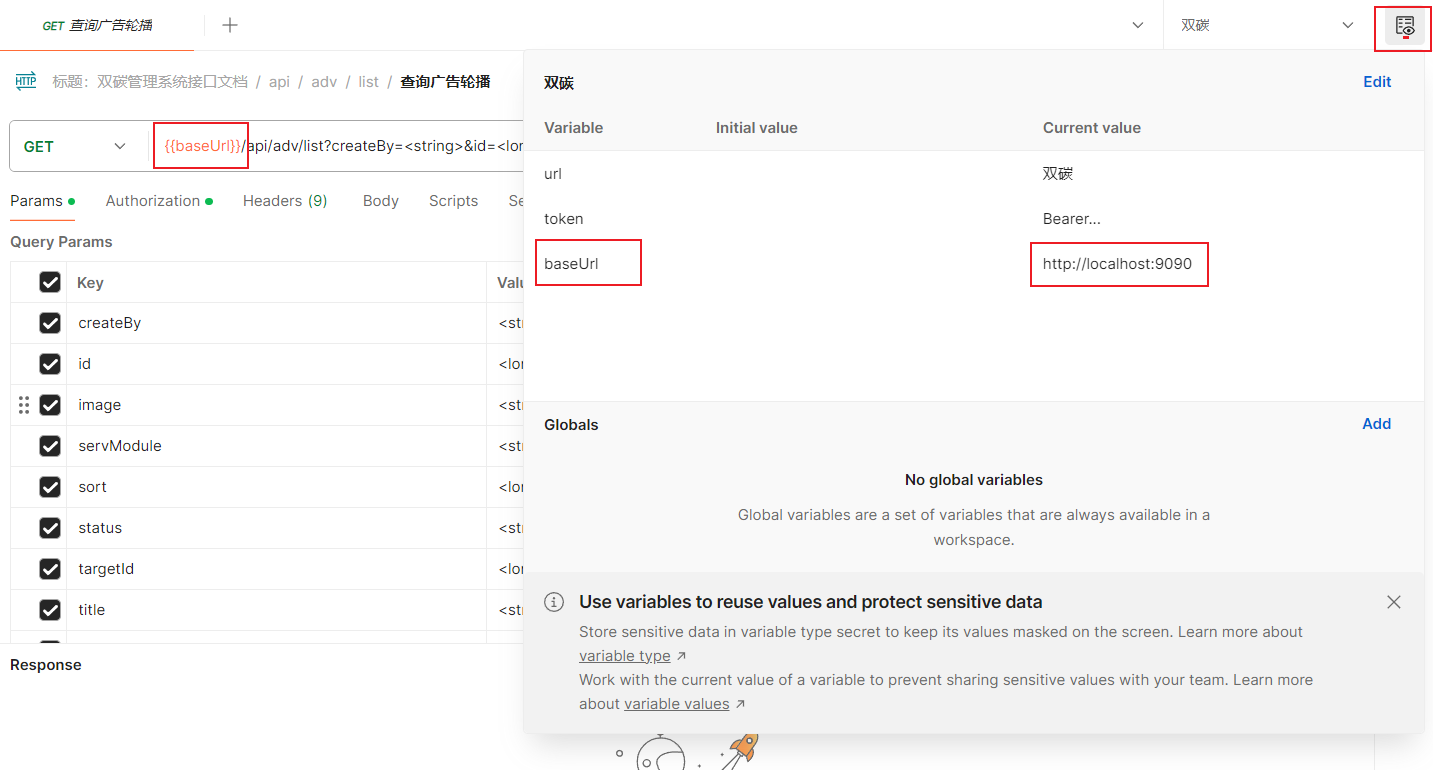 GET 查询广告轮播
双碳
标题：双碳管理系统接口文档 / api / adv / list / 查询广告轮播
双碳 Edit
Variable Initial value Current value
GET {{baseUrl}}/api/adv/list?createBy=<string>&id=<lon
url 双碳
Params Authorization Headers (9) Body Scripts Se
token Bearer...
Query Params
baseUrl http://localhost:9090
Key Valu
createBy <str
id <lon
image <str
Globals Add
servModule <str
No global variables
sort <lon
Global variables are a set of variables that are always available in a
workspace.
status <str
targetId <lon
title <str
Use variables to reuse values and protect sensitive data
Store sensitive data in variable type secret to keep its values masked on the screen. Learn more about
variable type ↗
Response
Work with the current value of a variable to prevent sharing sensitive values with your team. Learn more
about variable values ↗